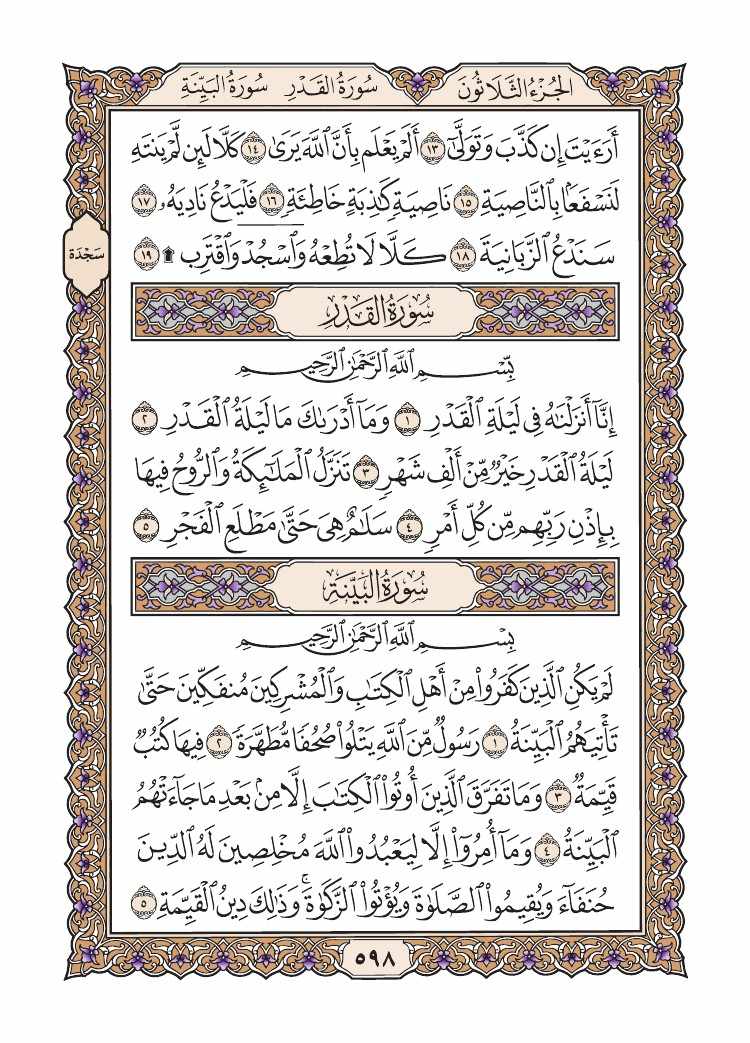 الجُزْءُ الثَّلَاثُونَ سُورَةُ القَدْرِ سُورَةُ البَيِّنَةِ
أَرَءَيْتَ إِن كَذَّبَ وَتَوَلَّىٰٓ ١٣ أَلَمْ يَعْلَم بِأَنَّ ٱللَّهَ يَرَىٰ ١٤ كَلَّا لَئِن لَّمْ يَنتَهِ
لَنَسْفَعًۢا بِٱلنَّاصِيَةِ ١٥ نَاصِيَةٍ كَٰذِبَةٍ خَاطِئَةٍ ١٦ فَلْيَدْعُ نَادِيَهُۥ ١٧
سَنَدْعُ ٱلزَّبَانِيَةَ ١٨ كَلَّا لَا تُطِعْهُ وَٱسْجُدْ وَٱقْتَرِب ۩ ١٩
سَجْدَة
سُورَةُ القَدْرِ
بِسْمِ ٱللَّهِ ٱلرَّحْمَٰنِ ٱلرَّحِيمِ
إِنَّآ أَنزَلْنَٰهُ فِى لَيْلَةِ ٱلْقَدْرِ ١ وَمَآ أَدْرَىٰكَ مَا لَيْلَةُ ٱلْقَدْرِ ٢
لَيْلَةُ ٱلْقَدْرِ خَيْرٌ مِّنْ أَلْفِ شَهْرٍ ٣ تَنَزَّلُ ٱلْمَلَٰٓئِكَةُ وَٱلرُّوحُ فِيهَا
بِإِذْنِ رَبِّهِم مِّن كُلِّ أَمْرٍ ٤ سَلَٰمٌ هِىَ حَتَّىٰ مَطْلَعِ ٱلْفَجْرِ ٥
سُورَةُ البَيِّنَةِ
بِسْمِ ٱللَّهِ ٱلرَّحْمَٰنِ ٱلرَّحِيمِ
لَمْ يَكُنِ ٱلَّذِينَ كَفَرُوا۟ مِنْ أَهْلِ ٱلْكِتَٰبِ وَٱلْمُشْرِكِينَ مُنفَكِّينَ حَتَّىٰ
تَأْتِيَهُمُ ٱلْبَيِّنَةُ ١ رَسُولٌ مِّنَ ٱللَّهِ يَتْلُوا۟ صُحُفًا مُّطَهَّرَةً ٢ فِيهَا كُتُبٌ
قَيِّمَةٌ ٣ وَمَا تَفَرَّقَ ٱلَّذِينَ أُوتُوا۟ ٱلْكِتَٰبَ إِلَّا مِنۢ بَعْدِ مَا جَآءَتْهُمُ
ٱلْبَيِّنَةُ ٤ وَمَآ أُمِرُوٓا۟ إِلَّا لِيَعْبُدُوا۟ ٱللَّهَ مُخْلِصِينَ لَهُ ٱلدِّينَ
حُنَفَآءَ وَيُقِيمُوا۟ ٱلصَّلَوٰةَ وَيُؤْتُوا۟ ٱلزَّكَوٰةَ ۚ وَذَٰلِكَ دِينُ ٱلْقَيِّمَةِ ٥
٥٩٨